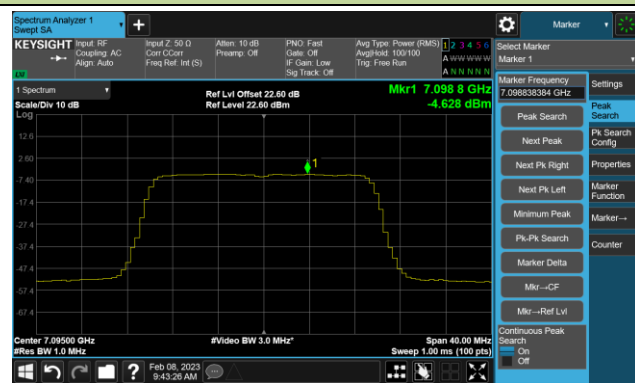 Spectrum Analyzer 1
Swept SA
Marker
KEYSIGHT
Input: RF
Coupling: AC
Align: Auto
Input Z: 50 Ω
Corr CCorr
Freq Ref: Int (S)
Atten: 10 dB
Preamp: Off
PNO: Fast
Gate: Off
IF Gain: Low
Sig Track: Off
Avg Type: Power (RMS)
Avg|Hold: 100/100
Trig: Free Run
1 2 3 4 5 6
A W W W W W
A N N N N N
Select Marker
Marker 1
1 Spectrum
Scale/Div 10 dB
Ref Lvl Offset 22.60 dB
Ref Level 22.60 dBm
Mkr1 7.098 8 GHz
-4.628 dBm
Log
12.6
2.60
-7.40
-17.4
-27.4
-37.4
-47.4
-57.4
-67.4
1
Center 7.09500 GHz
#Res BW 1.0 MHz
#Video BW 3.0 MHz*
Span 40.00 MHz
Sweep 1.00 ms (100 pts)
Marker Frequency
7.098838384 GHz
Peak Search
Next Peak
Next Pk Right
Next Pk Left
Minimum Peak
Pk-Pk Search
Marker Delta
Mkr→CF
Mkr→Ref Lvl
Continuous Peak
Search
On
Off
Settings
Peak
Search
Pk Search
Config
Properties
Marker
Function
Marker→
Counter
Feb 08, 2023
9:43:26 AM